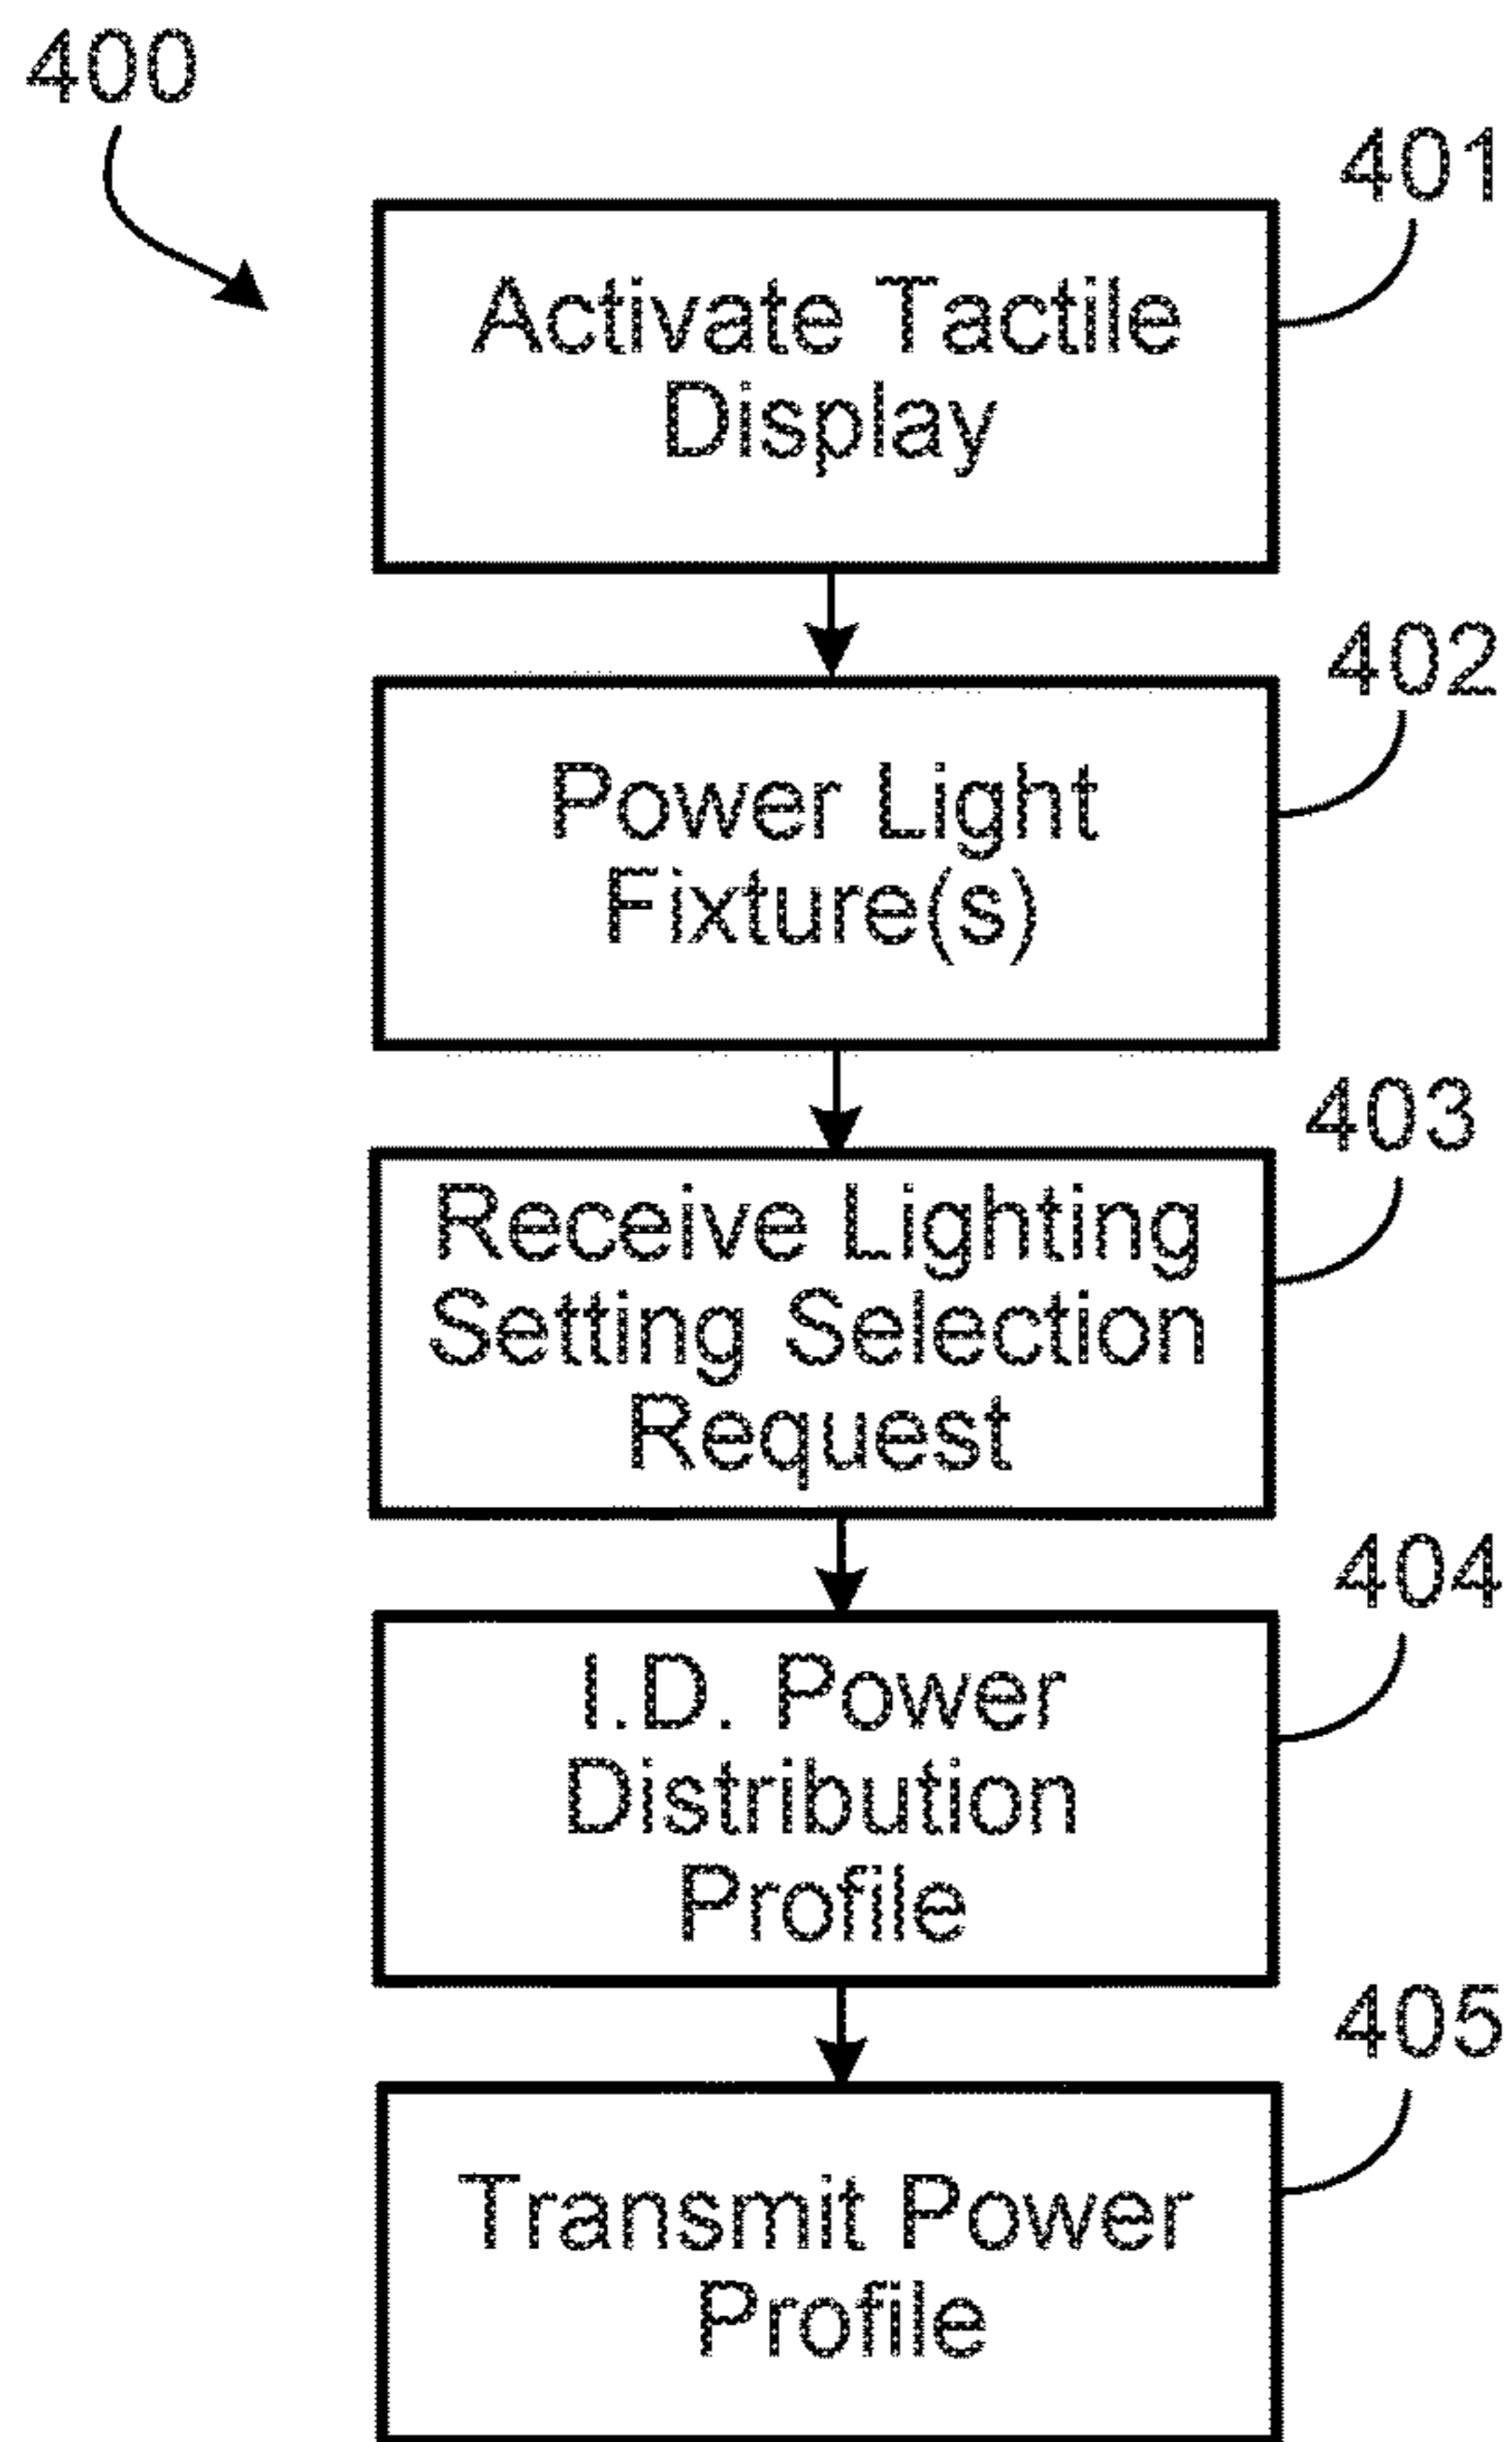 400
401
Activate Tactile
Display
402
Power Light
Fixture(s)
403
Receive Lighting
Setting Selection
Request
404
I.D. Power
Distribution
Profile
405
Transmit Power
Profile